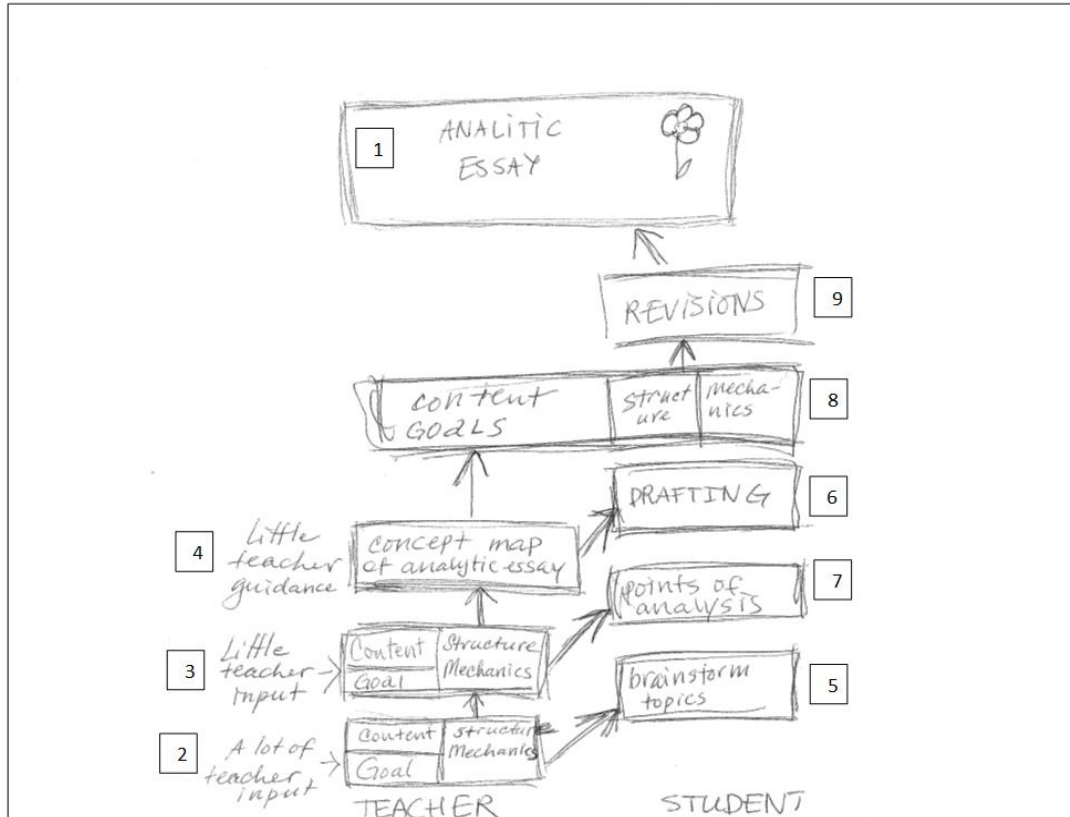 1
ANALITIC
ESSAY
REVISIONS
9
content
GOALS
struct
ure
Mecha-
nics
8
DRAFTING
6
4
Little
teacher
guidance
concept map
of analytic essay
7
points of
analysis
3
Little
teacher
input
Content
Goal
Structure
Mechanics
brainstorm
topics
5
2
A lot of
teacher
input
Content
Goal
Structure
Mechanics
TEACHER
STUDENT